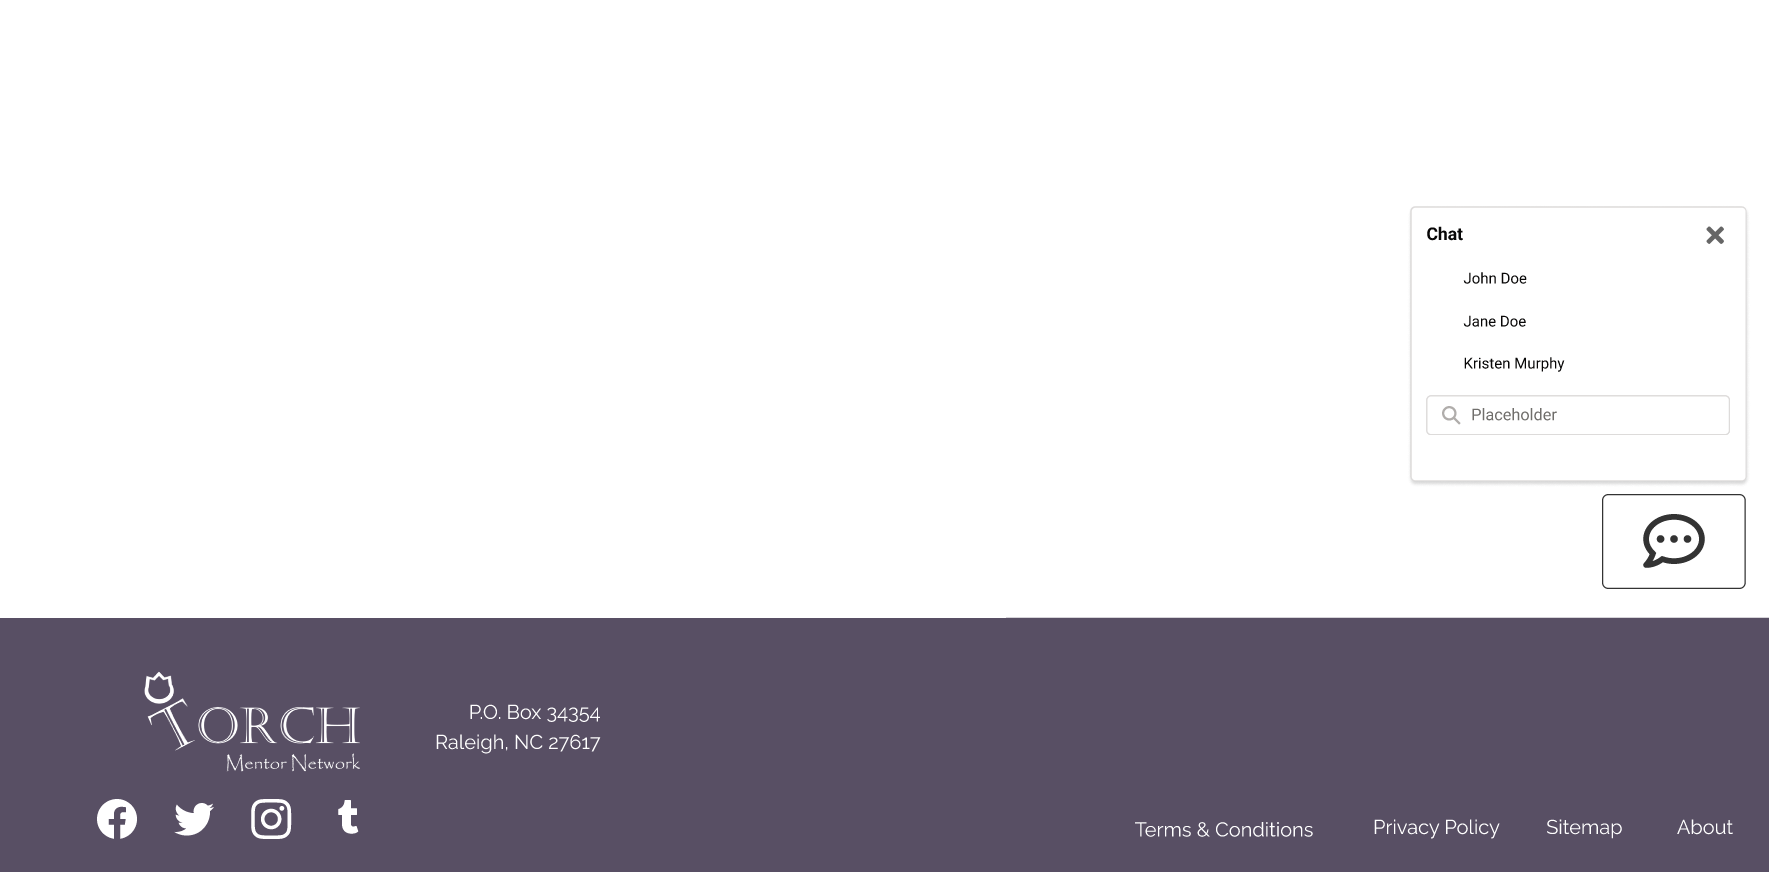 Chat
John Doe
Jane Doe
Kristen Murphy
Placeholder
TORCH
Mentor Network
P.O. Box 34354
Raleigh, NC 27617
Terms & Conditions
Privacy Policy
Sitemap
About